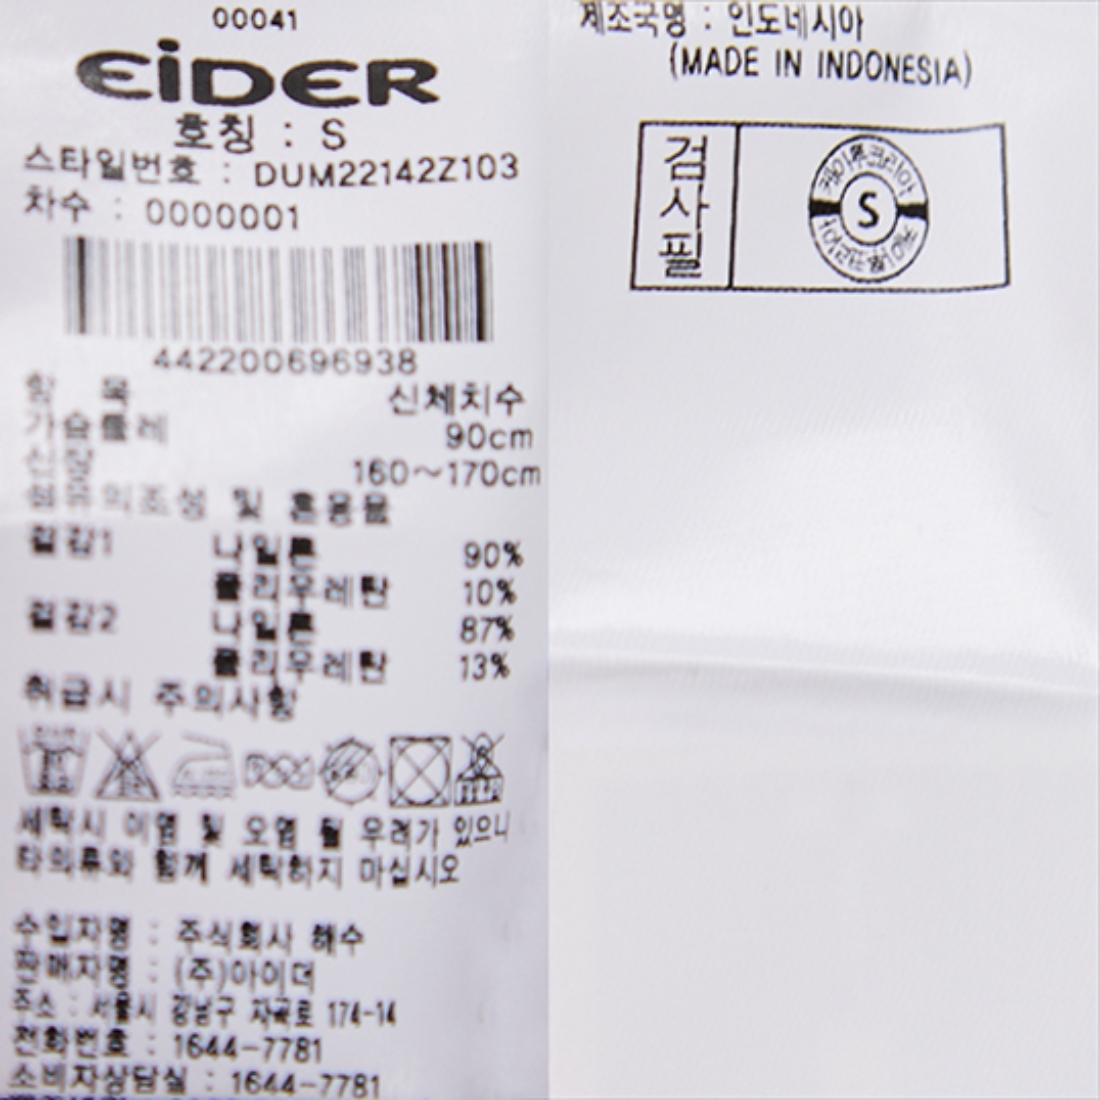 00041
EiDER
호칭 : S
스타일번호 : DUM22142Z103
차수 : 0000001
442200696938
항 목 신체치수
가슴둘레 90cm
신장 160~170cm
섬유의조성 및 혼용율
겉감1 나일론 90%
폴리우레탄 10%
겉감2 나일론 87%
폴리우레탄 13%
취급시 주의사항
세탁시 이염 및 오염 될 우려가 있으니
타의류와 함께 세탁하지 마십시오
수입자명 : 주식회사 해수
판매자명 : (주)아이더
주소 : 서울시 강남구 자곡로 174-14
전화번호 : 1644-7781
소비자상담실 : 1644-7781
제조국명 : 인도네시아
(MADE IN INDONESIA)
검사필
케이투코리아
S